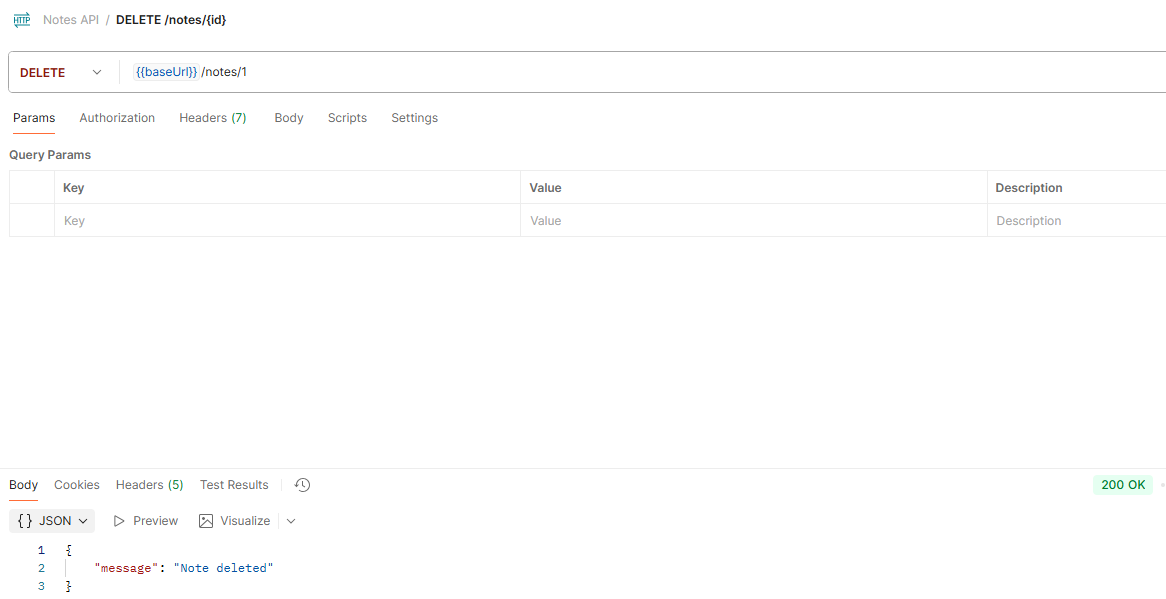 HTTP Notes API / DELETE /notes/{id}
DELETE {{baseUrl}} /notes/1
Params Authorization Headers (7) Body Scripts Settings
Query Params
Key Value Description
Key Value Description
Body Cookies Headers (5) Test Results 200 OK
{} JSON Preview Visualize
1 {
2 "message": "Note deleted"
3 }